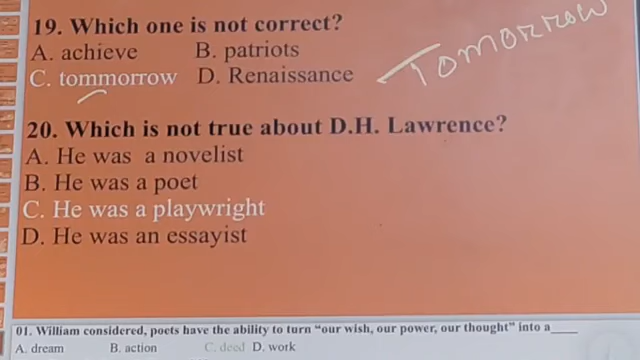 19. Which one is not correct?
A. achieve B. patriots
C. tommorrow D. Renaissance
Tomorrow
20. Which is not true about D.H. Lawrence?
A. He was a novelist
B. He was a poet
C. He was a playwright
D. He was an essayist
01. William considered, poets have the ability to turn “our wish, our power, our thought” into a____
A. dream B. action C. deed D. work